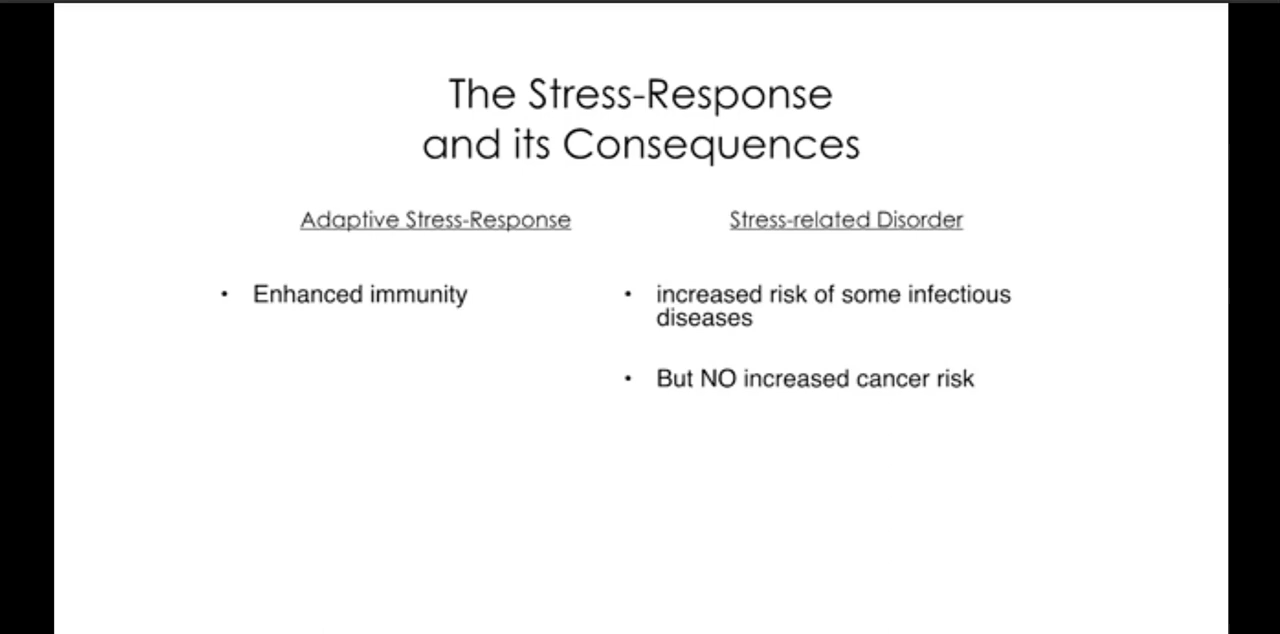 The Stress-Response
and its Consequences
Adaptive Stress-Response
• Enhanced immunity
Stress-related Disorder
• increased risk of some infectious
diseases
• But NO increased cancer risk